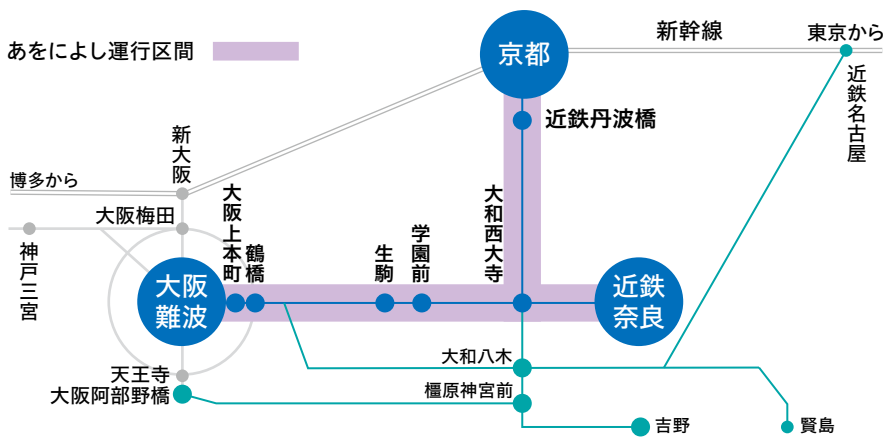 あをによし運行区間
京都
新幹線
東京から
近鉄名古屋
近鉄丹波橋
新大阪
博多から
大阪梅田
神戸三宮
大阪上本町
鶴橋
生駒
学園前
大和西大寺
大阪
難波
近鉄
奈良
天王寺
大阪阿部野橋
大和八木
橿原神宮前
吉野
賢島